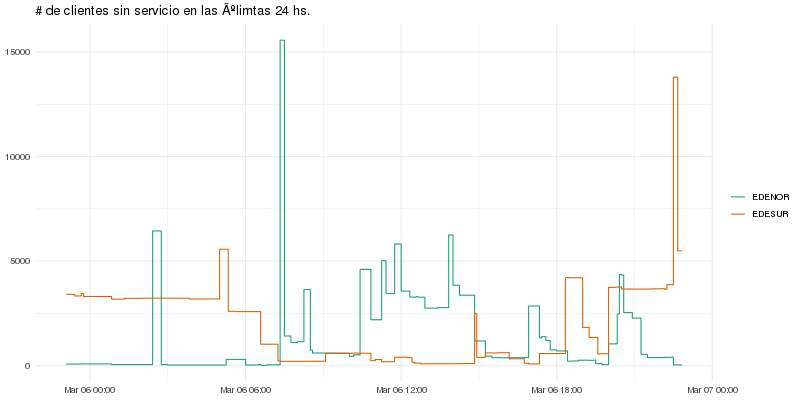 # de clientes sin servicio en las Ãºlimtas 24 hs.
15000
10000
5000
0
EDENOR
EDESUR
Mar 06 00:00
Mar 06 06:00
Mar 06 12:00
Mar 06 18:00
Mar 07 00:00